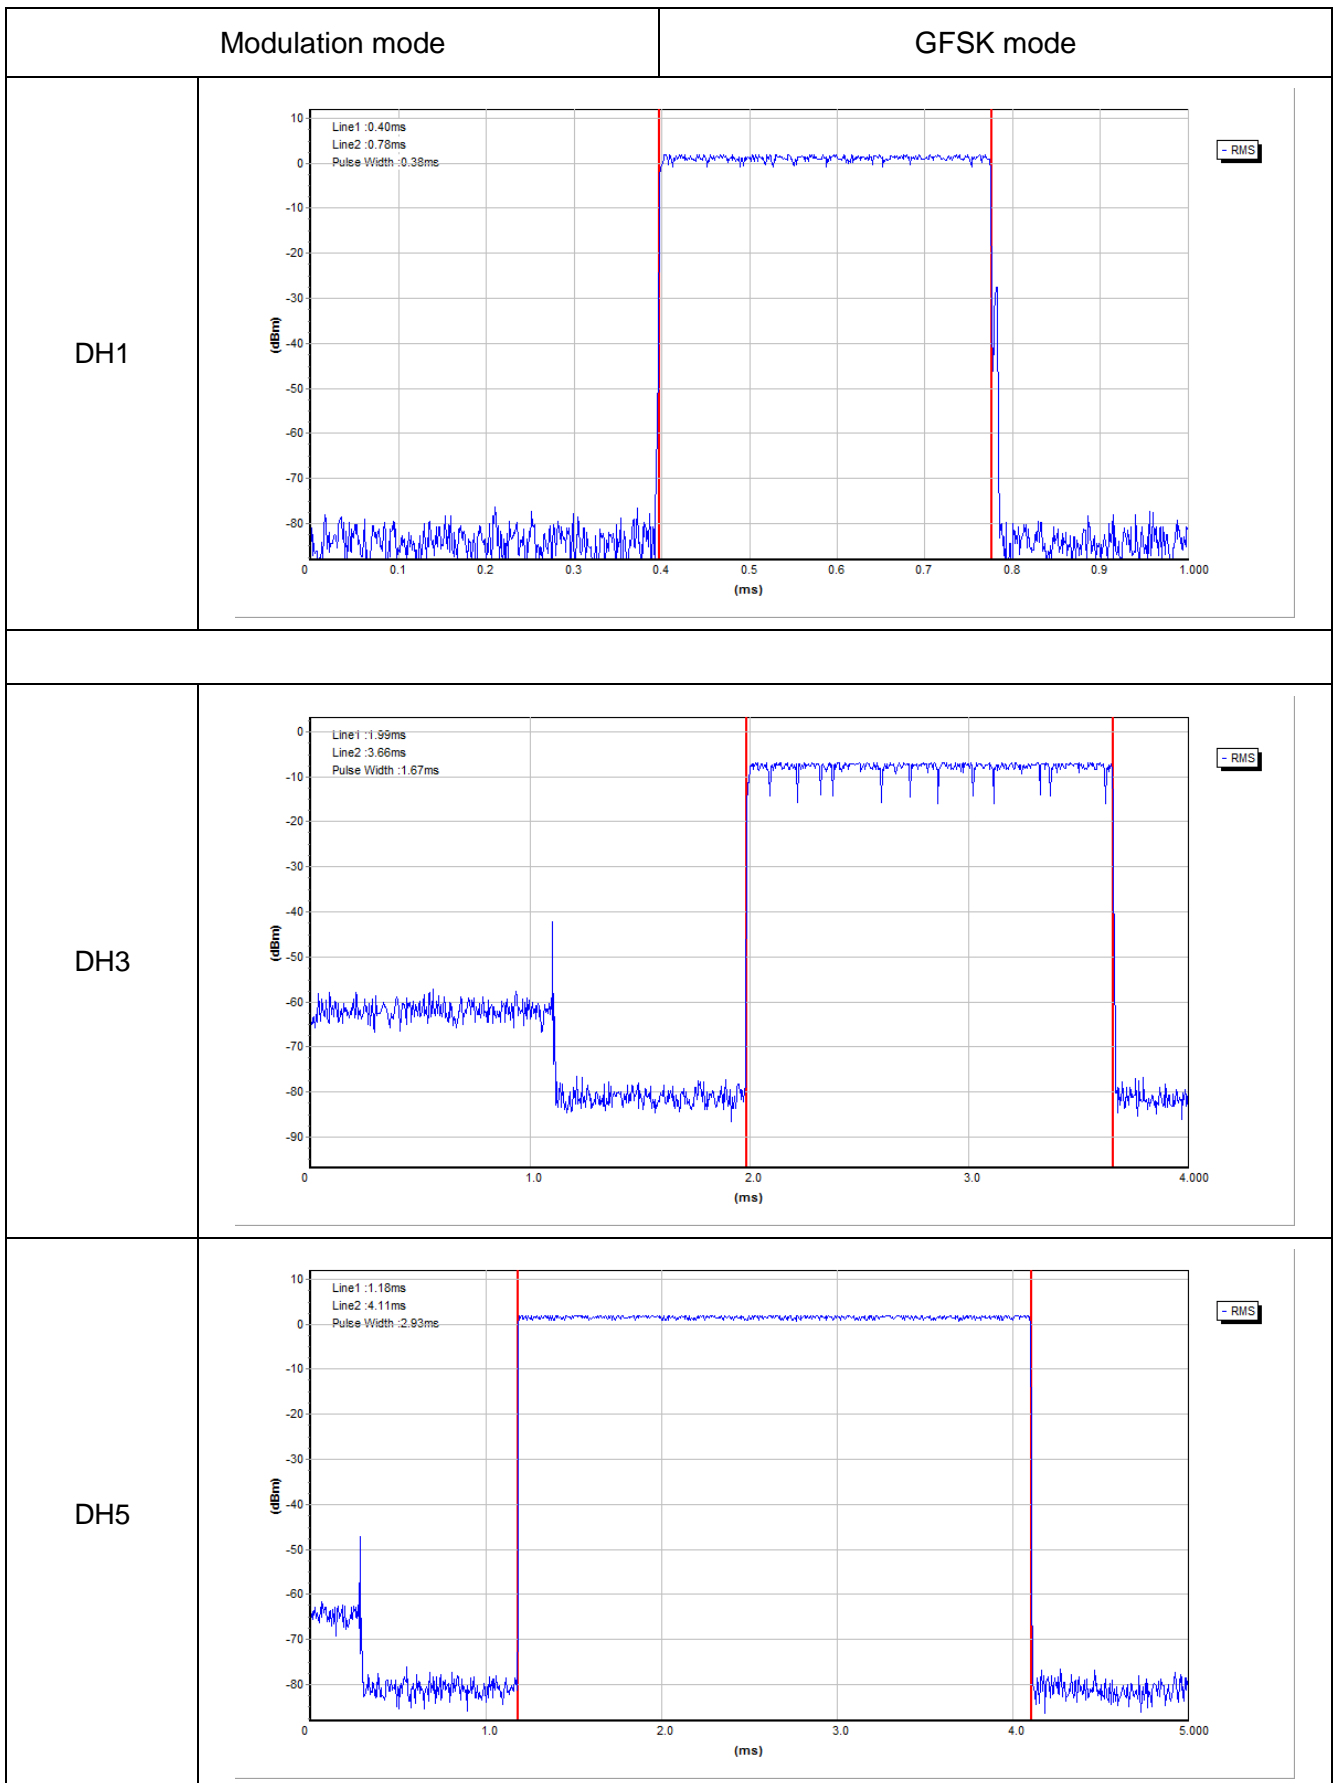 Modulation mode
GFSK mode
DH1
Line1 :0.40ms
Line2 :0.78ms
Pulse Width :0.38ms
- RMS
10
0
-10
-20
-30
-40
-50
-60
-70
-80
(dBm)
0 0.1 0.2 0.3 0.4 0.5 0.6 0.7 0.8 0.9 1.000
(ms)
DH3
Line1 :1.99ms
Line2 :3.66ms
Pulse Width :1.67ms
- RMS
0
-10
-20
-30
-40
-50
-60
-70
-80
-90
(dBm)
0 1.0 2.0 3.0 4.000
(ms)
DH5
Line1 :1.18ms
Line2 :4.11ms
Pulse Width :2.93ms
- RMS
10
0
-10
-20
-30
-40
-50
-60
-70
-80
(dBm)
0 1.0 2.0 3.0 4.0 5.000
(ms)